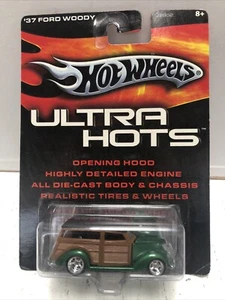 '37 FORD WOODY
8+
HOT WHEELS
ULTRA
HOTS™
OPENING HOOD
HIGHLY DETAILED ENGINE
ALL DIE-CAST BODY & CHASSIS
REALISTIC TIRES & WHEELS